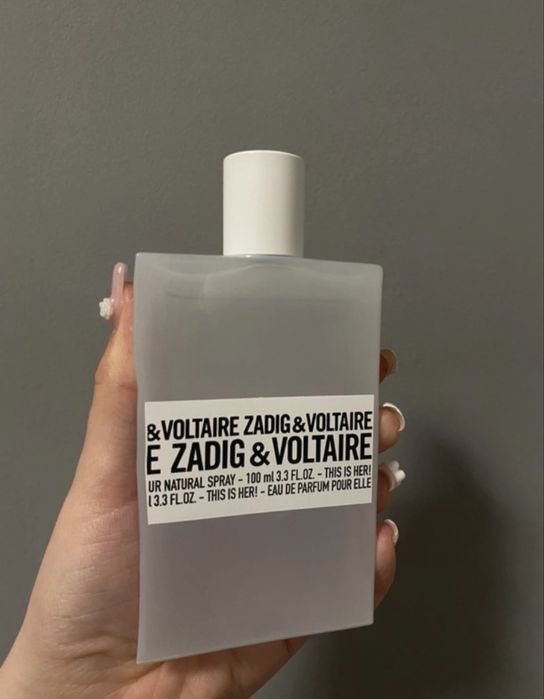 &VOLTAIRE ZADIG&VOLTAIRE
E ZADIG &VOLTAIRE
UR NATURAL SPRAY – 100 ml 3.3 FL.OZ. – THIS IS HER!
l 3.3 FL.OZ. – THIS IS HER! – EAU DE PARFUM POUR ELLE